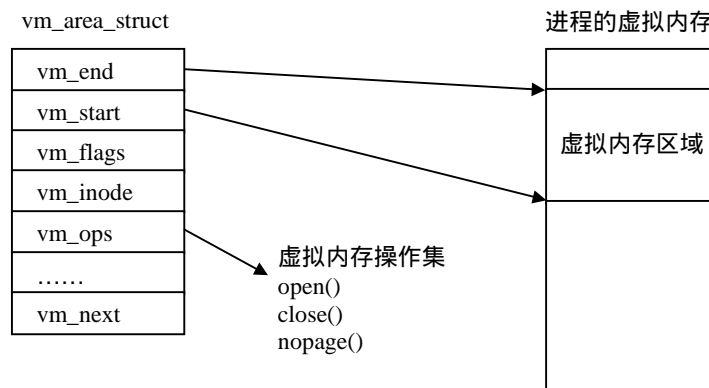 vm_area_struct
进程的虚拟内存
vm_end
vm_start
vm_flags
虚拟内存区域
vm_inode
vm_ops
虚拟内存操作集
……
open()
close()
vm_next
nopage()